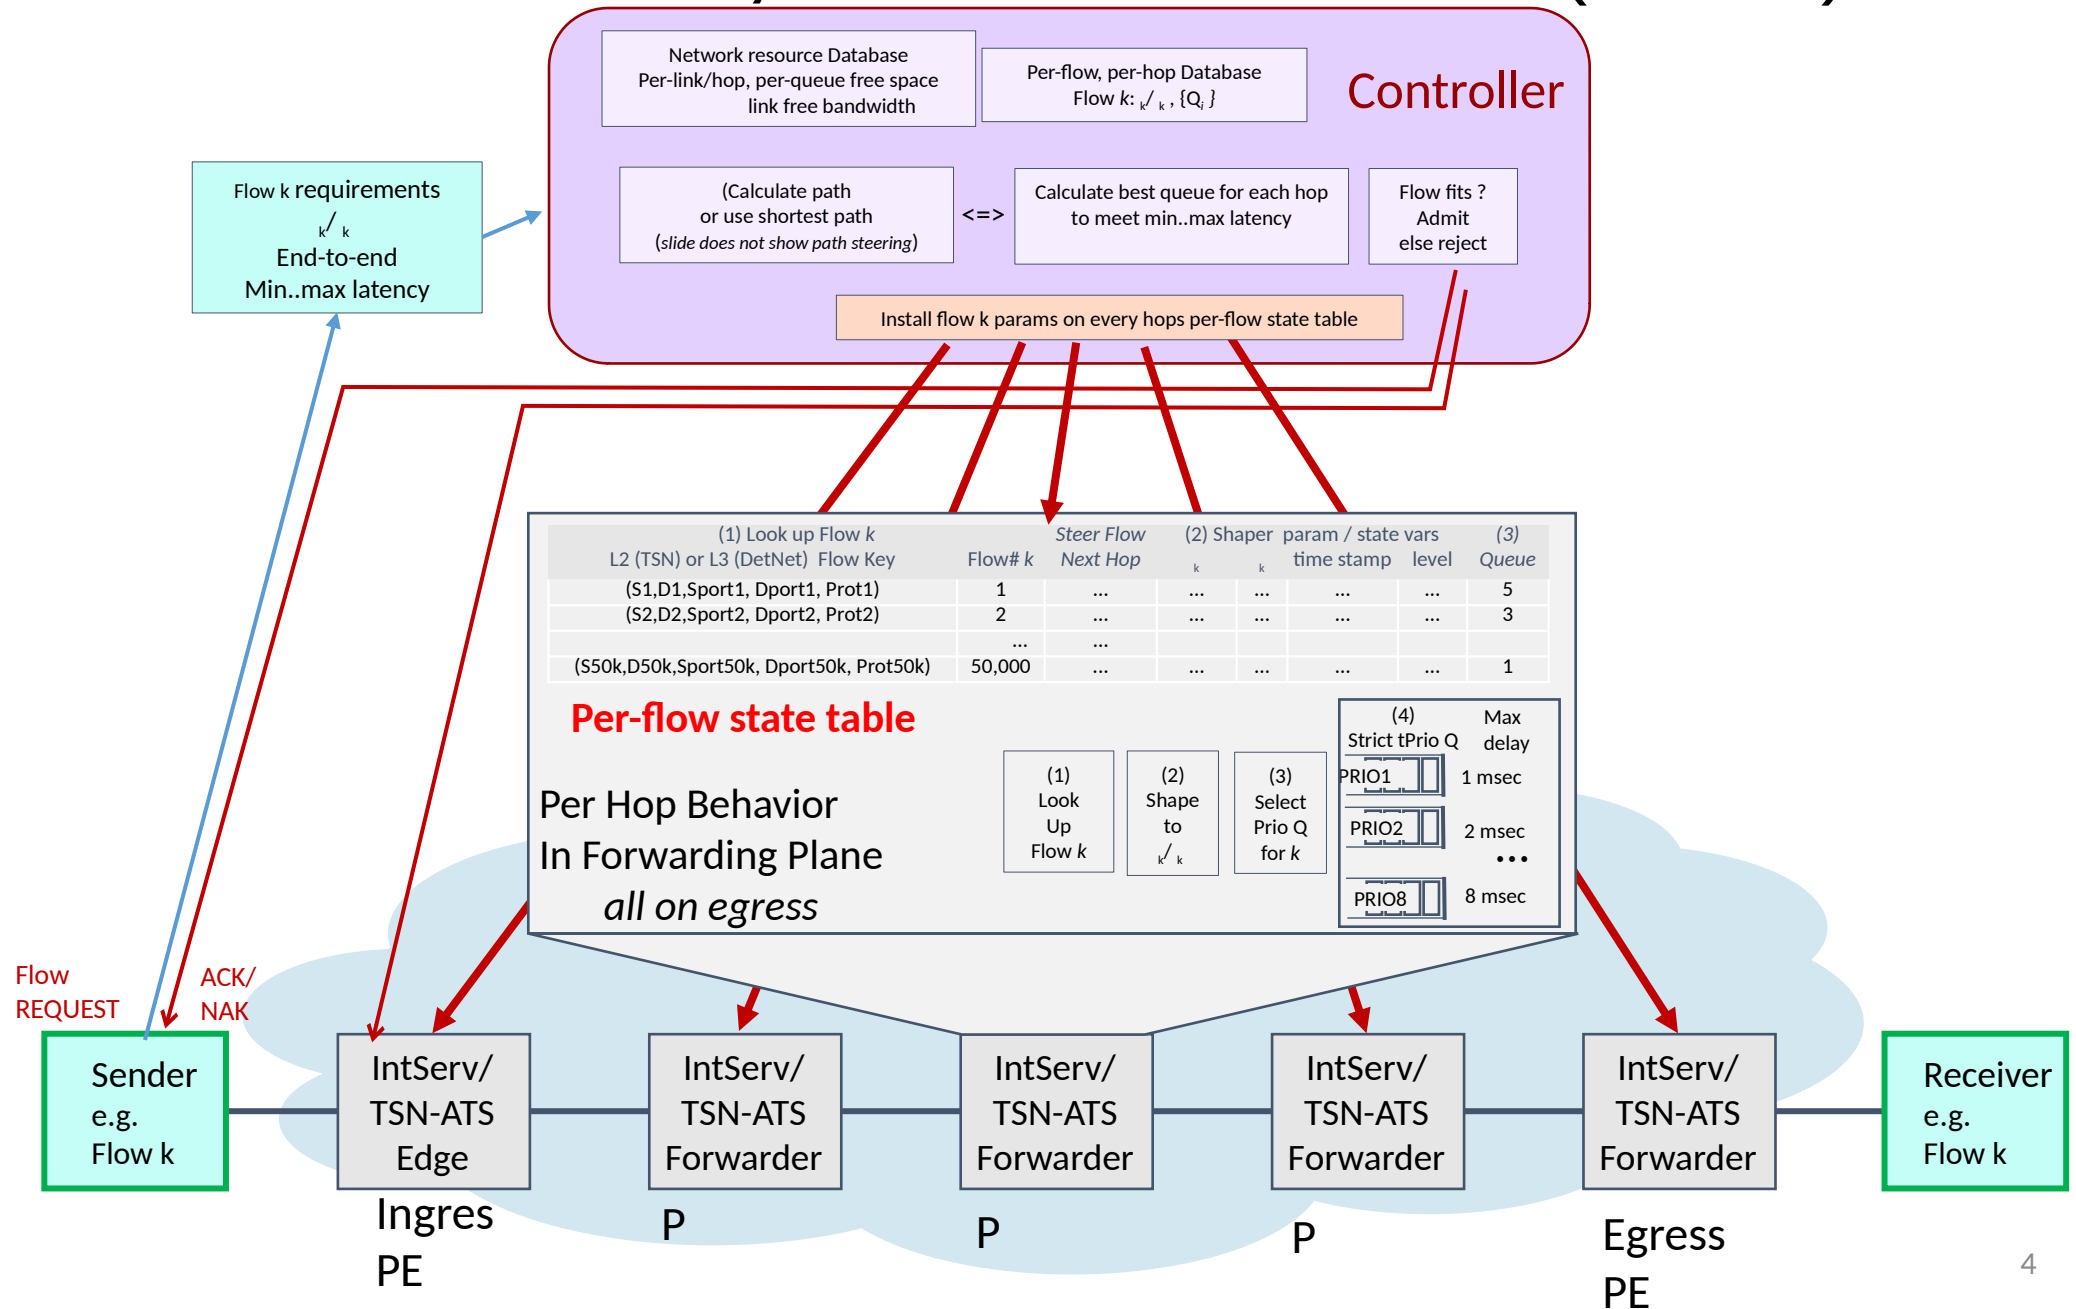 Network resource Database
Per-link/hop, per-queue free space
link free bandwidth
Per-flow, per-hop Database
Flow k: k/ k , {Qi }
Controller
Flow k requirements
k/ k
End-to-end
Min..max latency
(Calculate path
or use shortest path
(slide does not show path steering)
<=>
Calculate best queue for each hop
to meet min..max latency
Flow fits ?
Admit
else reject
Install flow k params on every hops per-flow state table
(1) Look up Flow k
L2 (TSN) or L3 (DetNet) Flow Key
Flow# k
Steer Flow
Next Hop
(2) Shaper param / state vars
k k time stamp level
(3)
Queue
(S1,D1,Sport1, Dport1, Prot1) 1 ... ... ... ... ... 5
(S2,D2,Sport2, Dport2, Prot2) 2 ... ... ... ... ... 3
... ...
(S50k,D50k,Sport50k, Dport50k, Prot50k) 50,000 ... ... ... ... ... 1
Per-flow state table
Per Hop Behavior
In Forwarding Plane
all on egress
(1)
Look
Up
Flow k
(2)
Shape
to
k/ k
(3)
Select
Prio Q
for k
(4)
Strict tPrio Q
Max
delay
PRIO1 1 msec
PRIO2 2 msec
...
PRIO8 8 msec
Flow
REQUEST
ACK/
NAK
Sender
e.g.
Flow k
IntServ/
TSN-ATS
Edge
IntServ/
TSN-ATS
Forwarder
IntServ/
TSN-ATS
Forwarder
IntServ/
TSN-ATS
Forwarder
IntServ/
TSN-ATS
Forwarder
Receiver
e.g.
Flow k
Ingres
PE
P
P
P
Egress
PE
4